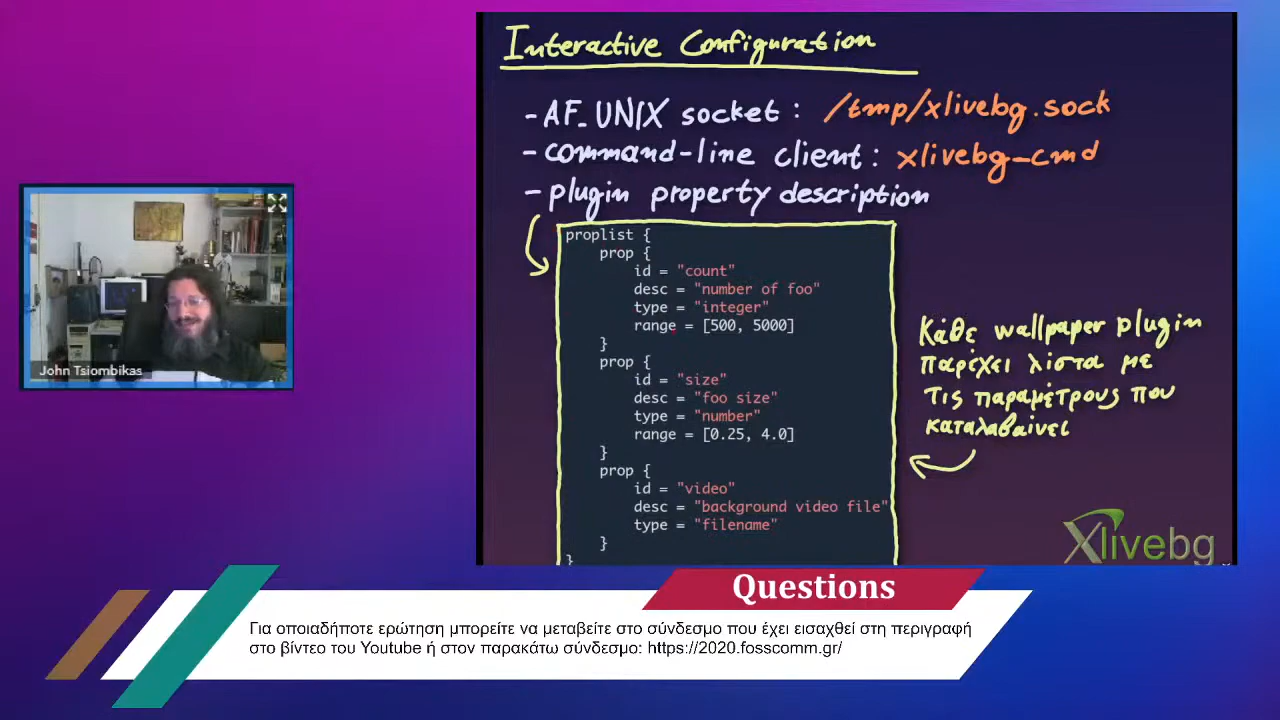 Interactive Configuration
- AF_UNIX socket: /tmp/xlivebg.sock
- command-line client: xlivebg-cmd
- plugin property description
proplist {
prop {
id = "count"
desc = "number of foo"
type = "integer"
range = [500, 5000]
}
prop {
id = "size"
desc = "foo size"
type = "number"
range = [0.25, 4.0]
}
prop {
id = "video"
desc = "background video file"
type = "filename"
}
}
Κάθε wallpaper plugin
παρέχει λίστα με
τις παραμέτρους που
καταλαβαίνει
Xlivebg
John Tsiombikas
Questions
Για οποιαδήποτε ερώτηση μπορείτε να μεταβείτε στο σύνδεσμο που έχει εισαχθεί στη περιγραφή
στο βίντεο του Youtube ή στον παρακάτω σύνδεσμο: https://2020.fosscomm.gr/